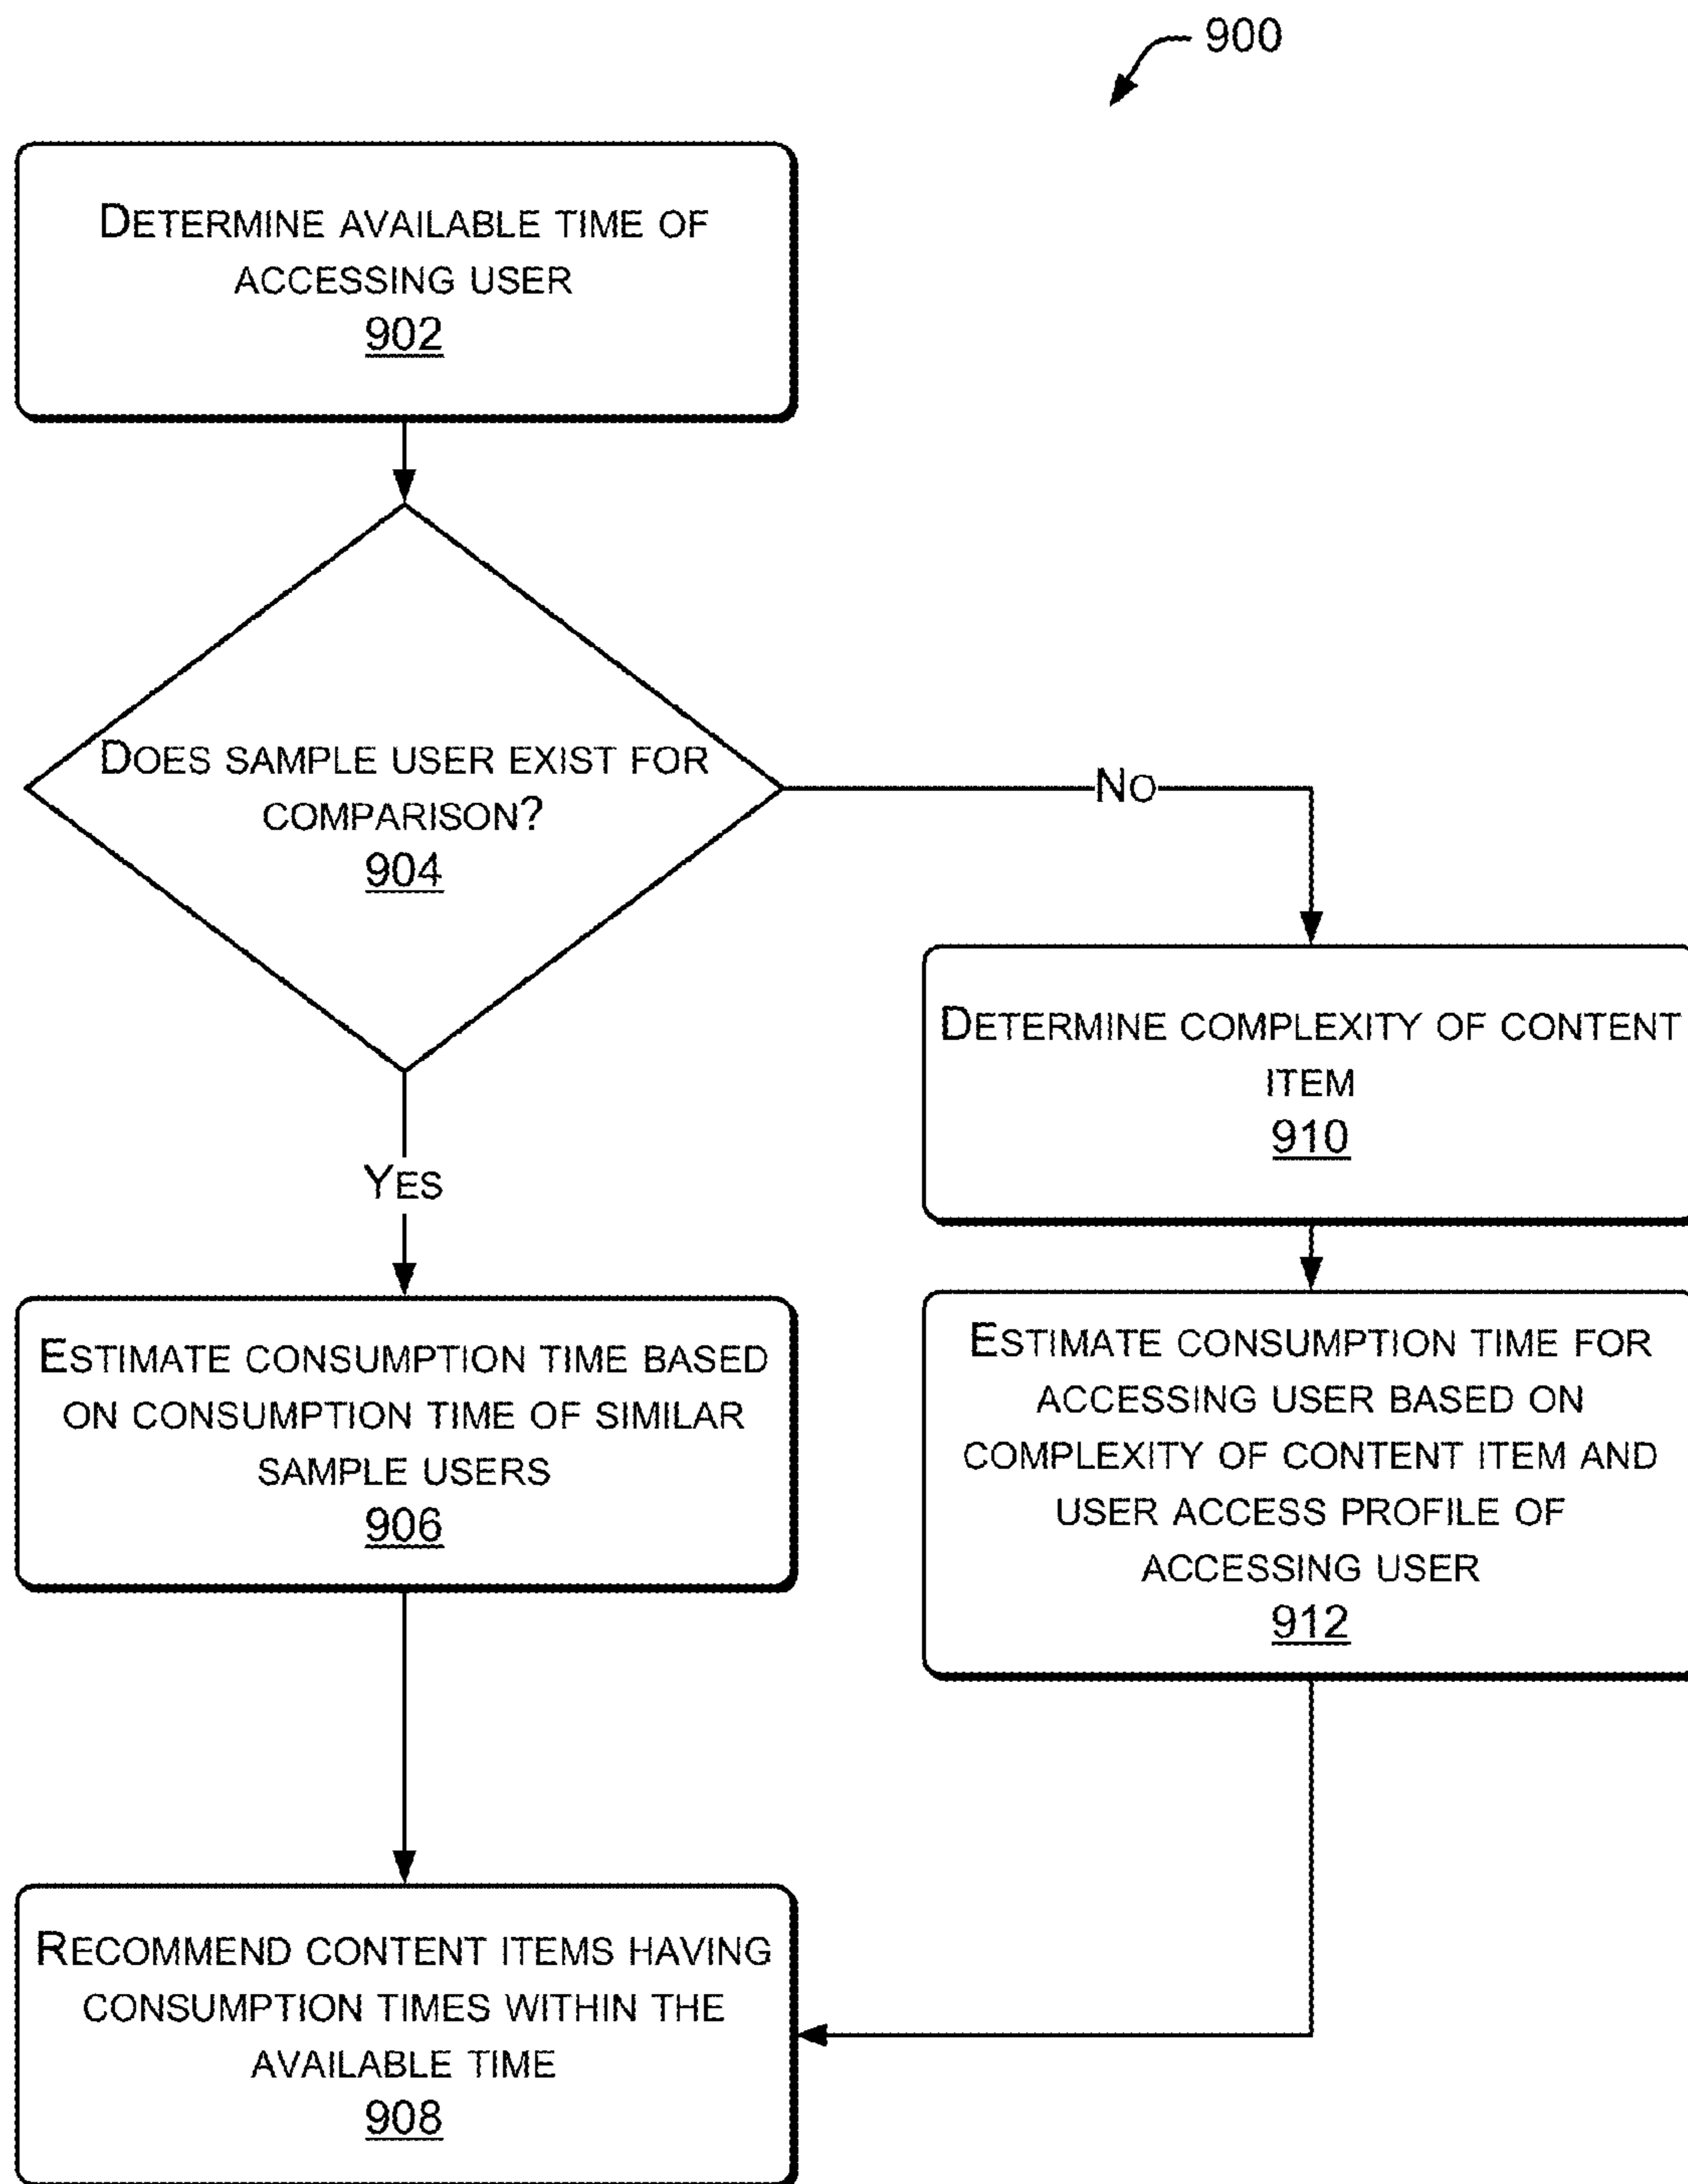 900
DETERMINE AVAILABLE TIME OF
ACCESSING USER
902
DOES SAMPLE USER EXIST FOR
COMPARISON?
904
NO
YES
DETERMINE COMPLEXITY OF CONTENT
ITEM
910
ESTIMATE CONSUMPTION TIME BASED
ON CONSUMPTION TIME OF SIMILAR
SAMPLE USERS
906
ESTIMATE CONSUMPTION TIME FOR
ACCESSING USER BASED ON
COMPLEXITY OF CONTENT ITEM AND
USER ACCESS PROFILE OF
ACCESSING USER
912
RECOMMEND CONTENT ITEMS HAVING
CONSUMPTION TIMES WITHIN THE
AVAILABLE TIME
908